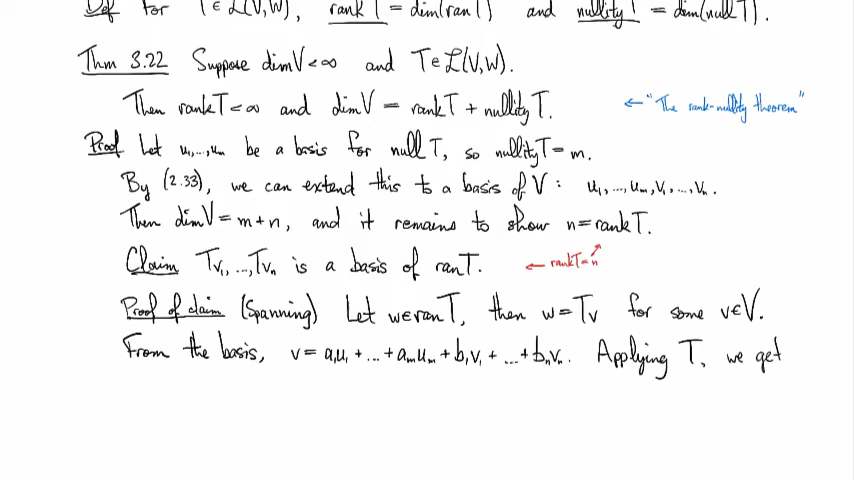 Def for T∈L(V,W), rank T = dim(ran T) and nullity T = dim(null T).
Thm 3.22 Suppose dim V < ∞ and T∈L(V,W).
Then rank T < ∞ and dim V = rank T + nullity T. ← "The rank-nullity theorem"
Proof Let u₁,...,uₘ be a basis for null T, so nullity T = m.
By (2.33), we can extend this to a basis of V: u₁,...,uₘ,v₁,...,vₙ.
Then dim V = m+n, and it remains to show n = rank T.
Claim Tv₁,...,Tvₙ is a basis of ran T. ← rank T = n ↗
Proof of claim (Spanning) Let w∈ran T, then w = Tv for some v∈V.
From the basis, v = a₁u₁ + ... + aₘuₘ + b₁v₁ + ... + bₙvₙ. Applying T, we get